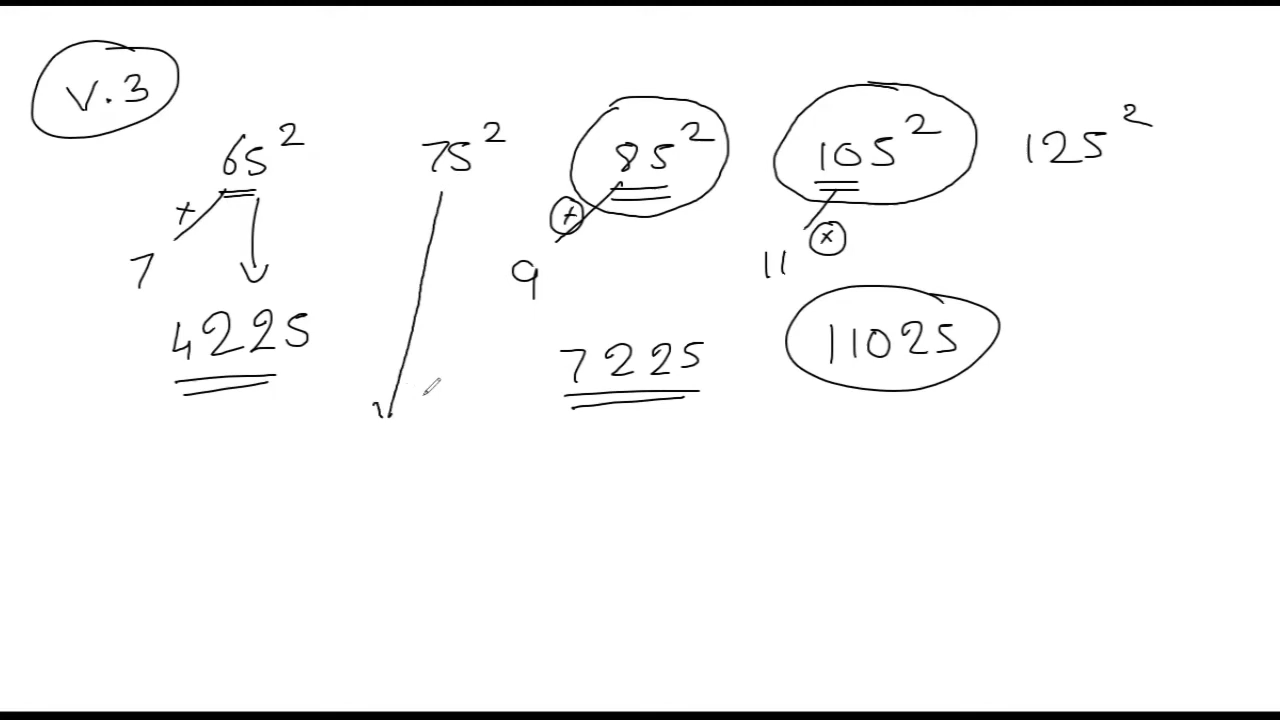 V.3
65² 75² 85² 105² 125²
× × ×
7 9 11
4225 7225 11025